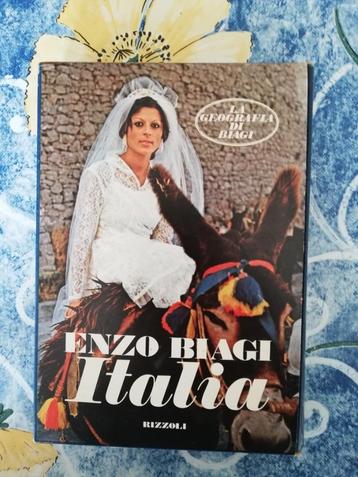 LA
GEOGRAFIA
DI
BIAGI
ENZO BIAGI
Italia
RIZZOLI